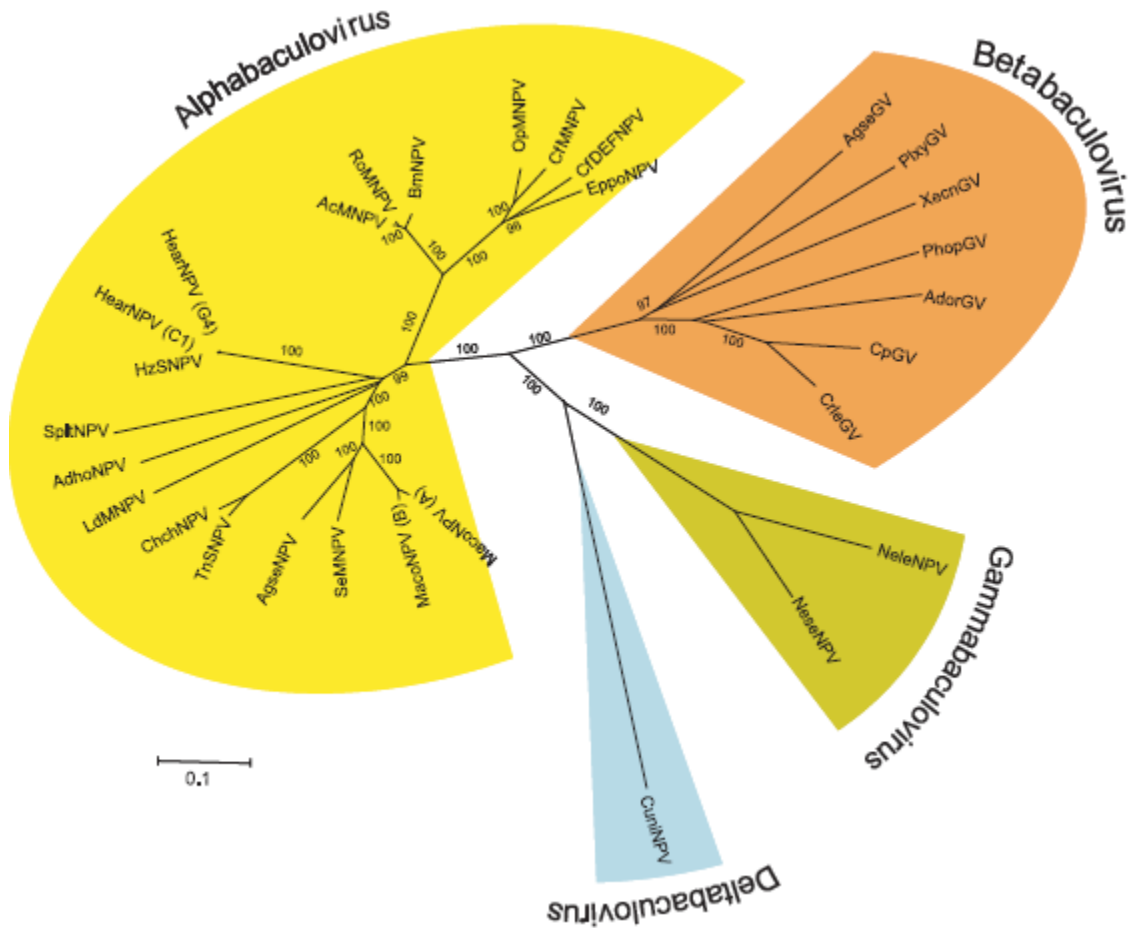 Alphabaculovirus
Betabaculovirus
OpMNPV
CfMNPV
CfDEFNPV
EppoNPV
BmNPV
RoMNPV
AcMNPV
100
100
100
98
100
100
HearNPV (G4)
HearNPV (C1)
HzSNPV
100
SplitNPV
AdhoNPV
LdMNPV
ChchNPV
TnSNPV
AgseNPV
SeMNPV
MacoNPV (B)
MacoNPV (A)
99
100
100
100
100
100
100
100
100
100
AgseGV
PlxyGV
XecnGV
PhopGV
AdorGV
CpGV
CrleGV
97
100
100
NeleNPV
NeseNPV
Gammabaculovirus
CuniNPV
Deltabaculovirus
0.1